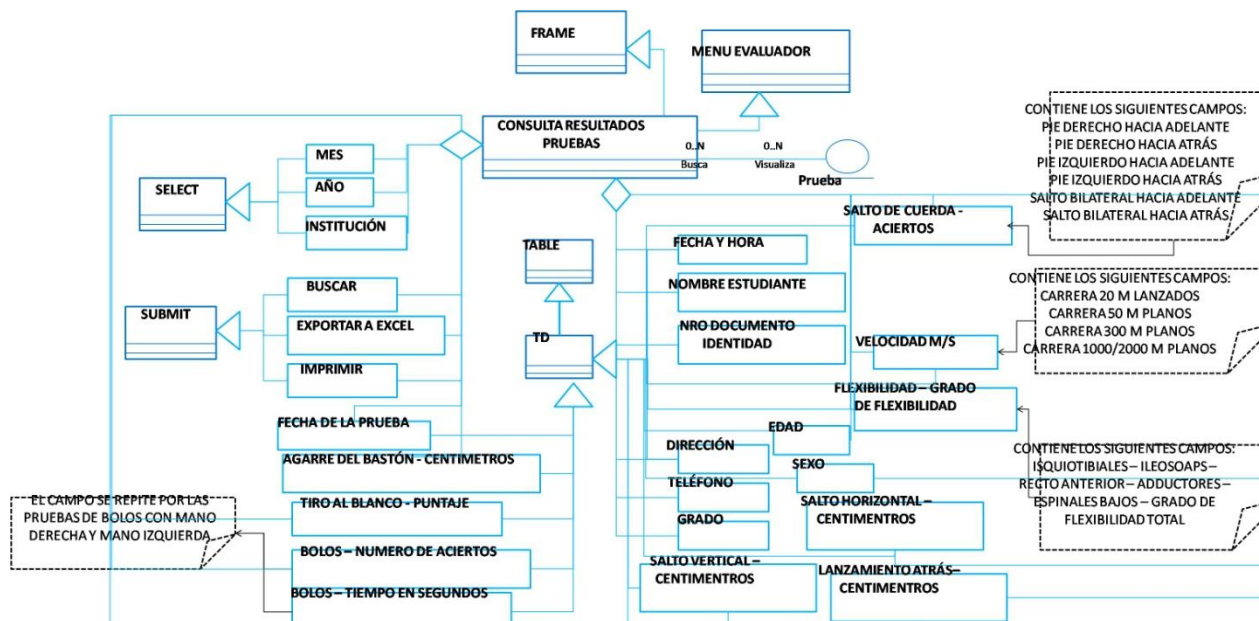 FRAME
MENU EVALUADOR
CONSULTA RESULTADOS
PRUEBAS
0..N
Busca
0..N
Visualiza
Prueba
CONTIENE LOS SIGUIENTES CAMPOS:
PIE DERECHO HACIA ADELANTE
PIE DERECHO HACIA ATRÁS
PIE IZQUIERDO HACIA ADELANTE
PIE IZQUIERDO HACIA ATRÁS
SALTO BILATERAL HACIA ADELANTE
SALTO BILATERAL HACIA ATRÁS.
MES
AÑO
INSTITUCIÓN
SELECT
SALTO DE CUERDA -
ACIERTOS
TABLE
FECHA Y HORA
NOMBRE ESTUDIANTE
NRO DOCUMENTO
IDENTIDAD
CONTIENE LOS SIGUIENTES CAMPOS:
CARRERA 20 M LANZADOS
CARRERA 50 M PLANOS
CARRERA 300 M PLANOS
CARRERA 1000/2000 M PLANOS
BUSCAR
EXPORTAR A EXCEL
IMPRIMIR
SUBMIT
TD
VELOCIDAD M/S
FLEXIBILIDAD – GRADO
DE FLEXIBILIDAD
FECHA DE LA PRUEBA
AGARRE DEL BASTÓN - CENTIMETROS
EDAD
DIRECCIÓN
SEXO
TELÉFONO
GRADO
CONTIENE LOS SIGUIENTES CAMPOS:
ISQUIOTIBIALES – ILEOSOAPS –
RECTO ANTERIOR – ADDUCTORES –
ESPINALES BAJOS – GRADO DE
FLEXIBILIDAD TOTAL
EL CAMPO SE REPITE POR LAS
PRUEBAS DE BOLOS CON MANO
DERECHA Y MANO IZQUIERDA
TIRO AL BLANCO - PUNTAJE
SALTO HORIZONTAL –
CENTIMENTROS
BOLOS – NUMERO DE ACIERTOS
SALTO VERTICAL –
CENTIMENTROS
LANZAMIENTO ATRÁS–
CENTIMENTROS
BOLOS – TIEMPO EN SEGUNDOS